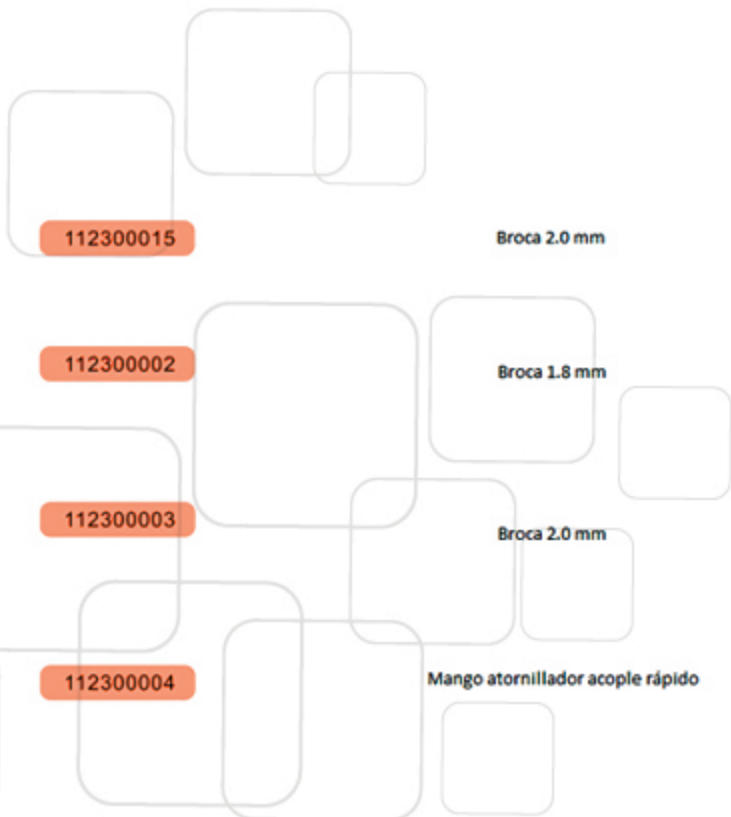 112300015 Broca 2.0 mm
112300002 Broca 1.8 mm
112300003 Broca 2.0 mm
112300004 Mango atornillador acople rápido